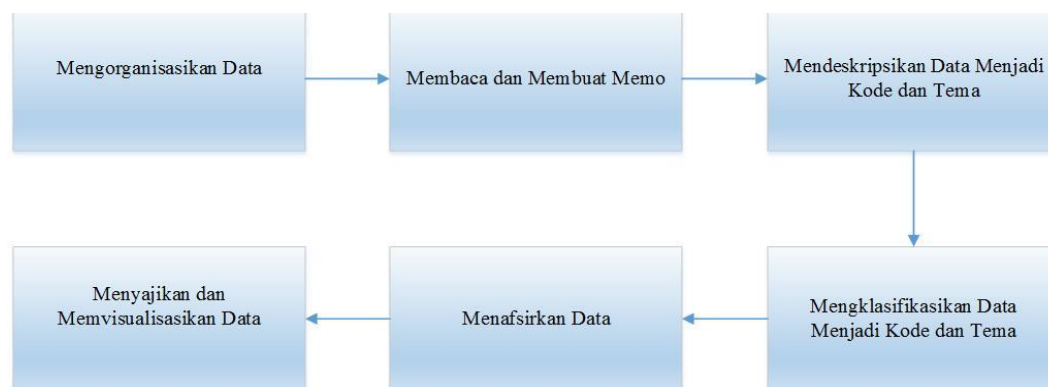 Mengorganisasikan Data
Membaca dan Membuat Memo
Mendeskripsikan Data Menjadi
Kode dan Tema
Mengklasifikasikan Data
Menjadi Kode dan Tema
Menafsirkan Data
Menyajikan dan
Memvisualisasikan Data